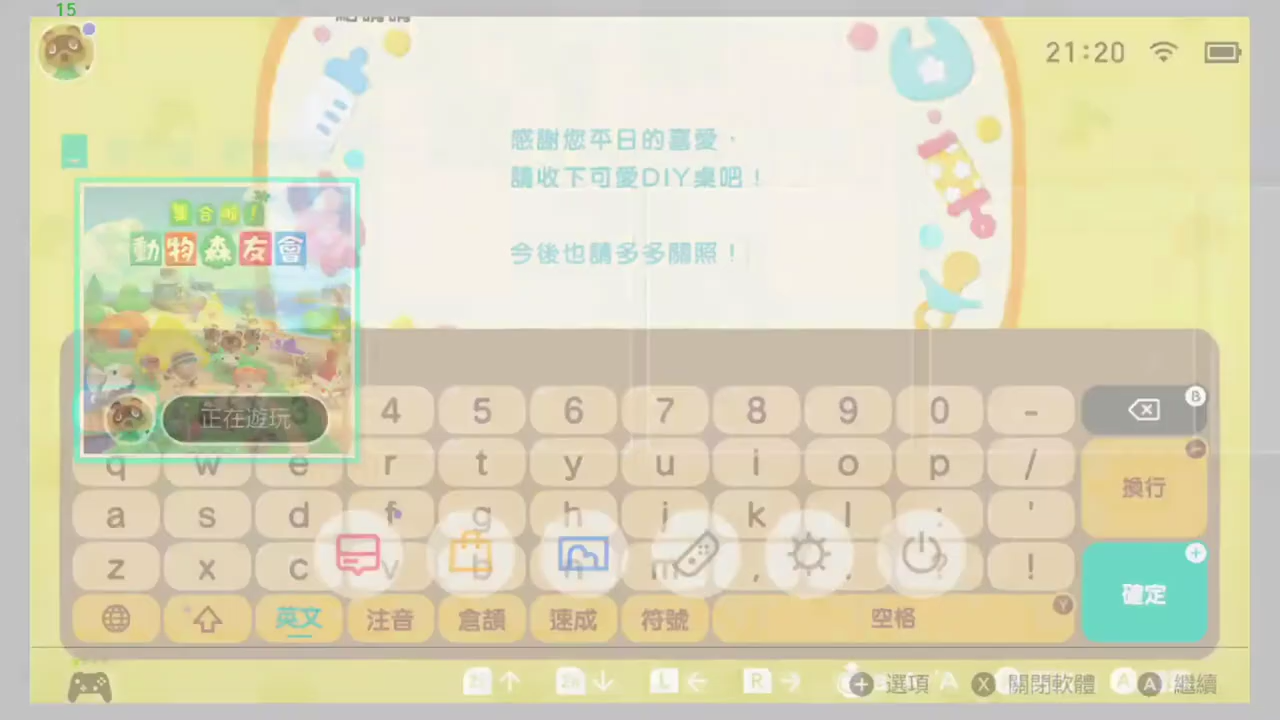 15
21:20
感謝您平日的喜愛，
請收下可愛DIY桌吧！
今後也請多多關照！
集合啦！
動物森友會
正在遊玩
3 4 5 6 7 8 9 0 -
q w e r t y u i o p /
換行
a s d f g h j k l : '
z x c v b n m , . ? !
確定
英文 注音 倉頡 速成 符號 空格
B
Y
L R
+ 選項 X 關閉軟體 A 繼續